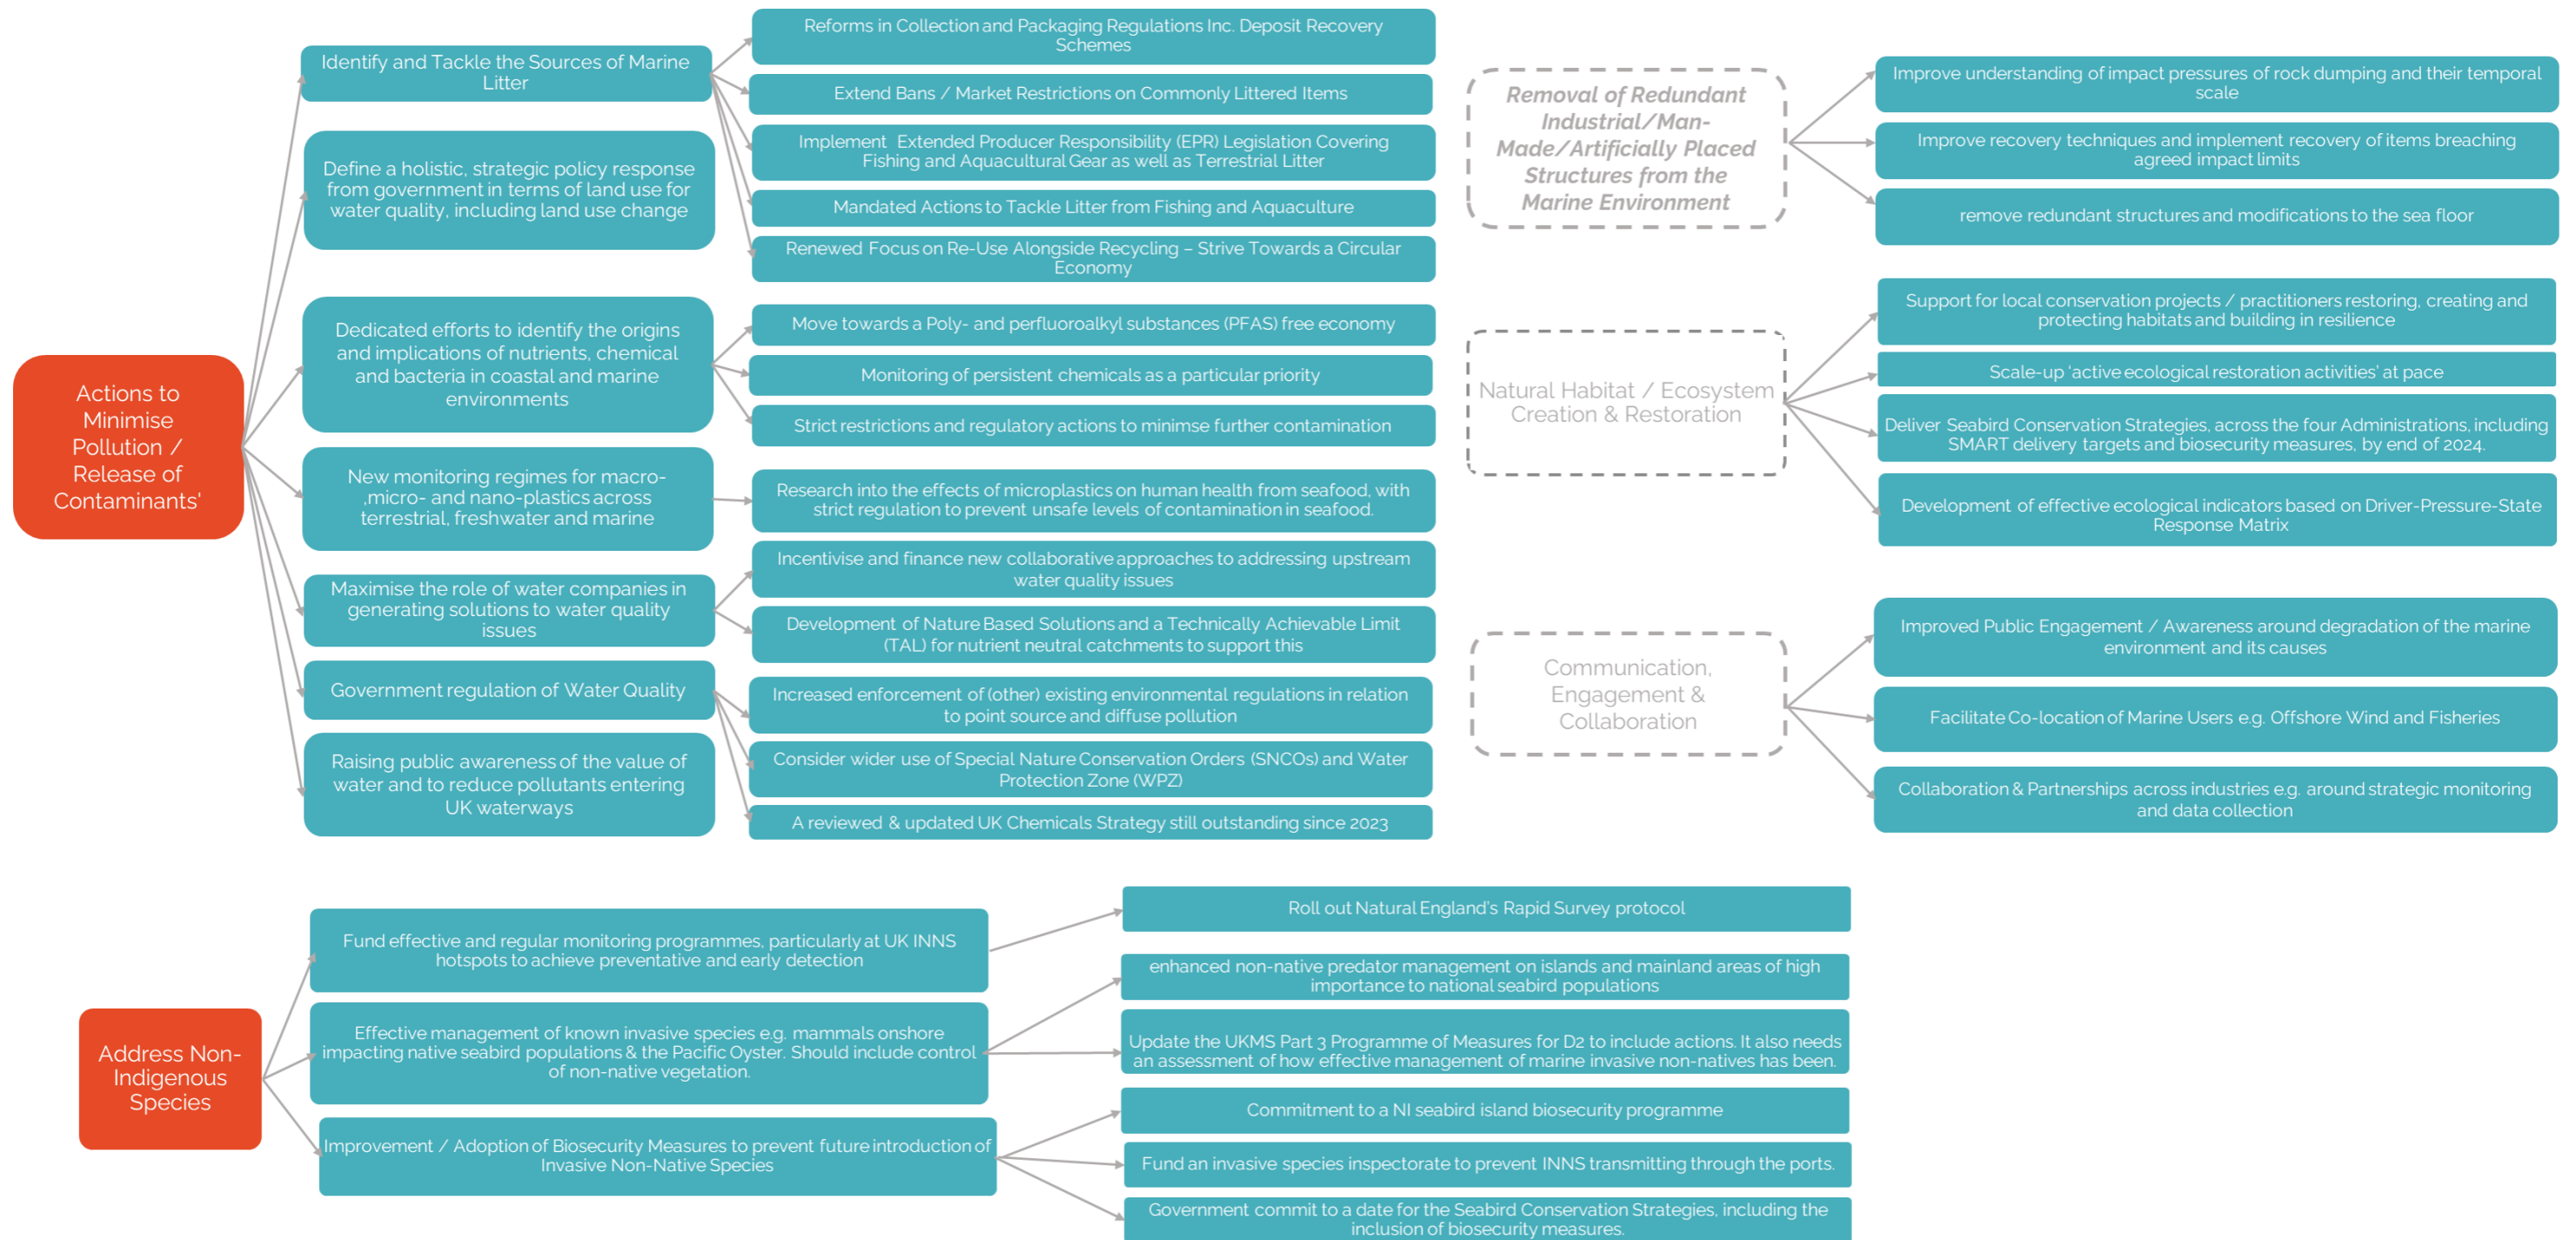 Actions to
Minimise
Pollution /
Release of
Contaminants'
Identify and Tackle the Sources of Marine
Litter
Reforms in Collection and Packaging Regulations Inc. Deposit Recovery
Schemes
Extend Bans / Market Restrictions on Commonly Littered Items
Implement Extended Producer Responsibility (EPR) Legislation Covering
Fishing and Aquacultural Gear as well as Terrestrial Litter
Mandated Actions to Tackle Litter from Fishing and Aquaculture
Renewed Focus on Re-Use Alongside Recycling – Strive Towards a Circular
Economy
Define a holistic, strategic policy response
from government in terms of land use for
water quality, including land use change
Dedicated efforts to identify the origins
and implications of nutrients, chemical
and bacteria in coastal and marine
environments
Move towards a Poly- and perfluoroalkyl substances (PFAS) free economy
Monitoring of persistent chemicals as a particular priority
Strict restrictions and regulatory actions to minimse further contamination
New monitoring regimes for macro-
,micro- and nano-plastics across
terrestrial, freshwater and marine
Research into the effects of microplastics on human health from seafood, with
strict regulation to prevent unsafe levels of contamination in seafood.
Maximise the role of water companies in
generating solutions to water quality
issues
Incentivise and finance new collaborative approaches to addressing upstream
water quality issues
Development of Nature Based Solutions and a Technically Achievable Limit
(TAL) for nutrient neutral catchments to support this
Government regulation of Water Quality
Increased enforcement of (other) existing environmental regulations in relation
to point source and diffuse pollution
Consider wider use of Special Nature Conservation Orders (SNCOs) and Water
Protection Zone (WPZ)
A reviewed & updated UK Chemicals Strategy still outstanding since 2023
Raising public awareness of the value of
water and to reduce pollutants entering
UK waterways
Removal of Redundant
Industrial/Man-
Made/Artificially Placed
Structures from the
Marine Environment
Improve understanding of impact pressures of rock dumping and their temporal
scale
Improve recovery techniques and implement recovery of items breaching
agreed impact limits
remove redundant structures and modifications to the sea floor
Natural Habitat / Ecosystem
Creation & Restoration
Support for local conservation projects / practitioners restoring, creating and
protecting habitats and building in resilience
Scale-up ‘active ecological restoration activities’ at pace
Deliver Seabird Conservation Strategies, across the four Administrations, including
SMART delivery targets and biosecurity measures, by end of 2024.
Development of effective ecological indicators based on Driver-Pressure-State
Response Matrix
Communication,
Engagement &
Collaboration
Improved Public Engagement / Awareness around degradation of the marine
environment and its causes
Facilitate Co-location of Marine Users e.g. Offshore Wind and Fisheries
Collaboration & Partnerships across industries e.g. around strategic monitoring
and data collection
Address Non-
Indigenous
Species
Fund effective and regular monitoring programmes, particularly at UK INNS
hotspots to achieve preventative and early detection
Roll out Natural England’s Rapid Survey protocol
Effective management of known invasive species e.g. mammals onshore
impacting native seabird populations & the Pacific Oyster. Should include control
of non-native vegetation.
enhanced non-native predator management on islands and mainland areas of high
importance to national seabird populations
Update the UKMS Part 3 Programme of Measures for D2 to include actions. It also needs
an assessment of how effective management of marine invasive non-natives has been.
Improvement / Adoption of Biosecurity Measures to prevent future introduction of
Invasive Non-Native Species
Commitment to a NI seabird island biosecurity programme
Fund an invasive species inspectorate to prevent INNS transmitting through the ports.
Government commit to a date for the Seabird Conservation Strategies, including the
inclusion of biosecurity measures.